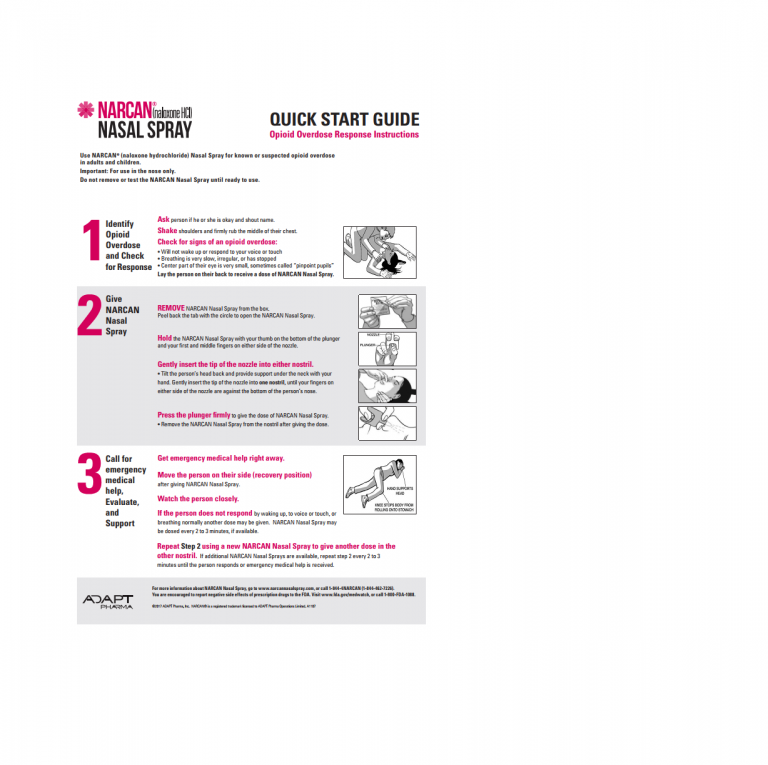 NARCAN® (naloxone HCl)
NASAL SPRAY
QUICK START GUIDE
Opioid Overdose Response Instructions
Use NARCAN® (naloxone hydrochloride) Nasal Spray for known or suspected opioid overdose
in adults and children.
Important: For use in the nose only.
Do not remove or test the NARCAN Nasal Spray until ready to use.
1
Identify
Opioid
Overdose
and Check
for Response
Ask person if he or she is okay and shout name.
Shake shoulders and firmly rub the middle of their chest.
Check for signs of an opioid overdose:
• Will not wake up or respond to your voice or touch
• Breathing is very slow, irregular, or has stopped
• Center part of their eye is very small, sometimes called "pinpoint pupils"
Lay the person on their back to receive a dose of NARCAN Nasal Spray.
2
Give
NARCAN
Nasal
Spray
REMOVE NARCAN Nasal Spray from the box.
Peel back the tab with the circle to open the NARCAN Nasal Spray.
Hold the NARCAN Nasal Spray with your thumb on the bottom of the plunger
and your first and middle fingers on either side of the nozzle.
NOZZLE
PLUNGER
Gently insert the tip of the nozzle into either nostril.
• Tilt the person's head back and provide support under the neck with your
hand. Gently insert the tip of the nozzle into one nostril, until your fingers on
either side of the nozzle are against the bottom of the person's nose.
Press the plunger firmly to give the dose of NARCAN Nasal Spray.
• Remove the NARCAN Nasal Spray from the nostril after giving the dose.
3
Call for
emergency
medical
help,
Evaluate,
and
Support
Get emergency medical help right away.
Move the person on their side (recovery position)
after giving NARCAN Nasal Spray.
Watch the person closely.
If the person does not respond by waking up, to voice or touch, or
breathing normally another dose may be given. NARCAN Nasal Spray may
be dosed every 2 to 3 minutes, if available.
Repeat Step 2 using a new NARCAN Nasal Spray to give another dose in the
other nostril. If additional NARCAN Nasal Sprays are available, repeat step 2 every 2 to 3
minutes until the person responds or emergency medical help is received.
HAND SUPPORTS
HEAD
KNEE STOPS BODY FROM
ROLLING ONTO STOMACH
ADAPT
PHARMA
For more information about NARCAN Nasal Spray, go to www.narcannasalspray.com, or call 1-844-4NARCAN (1-844-462-7226).
You are encouraged to report negative side effects of prescription drugs to the FDA. Visit www.fda.gov/medwatch, or call 1-800-FDA-1088.
©2017 ADAPT Pharma, Inc. NARCAN® is a registered trademark licensed to ADAPT Pharma Operations Limited.